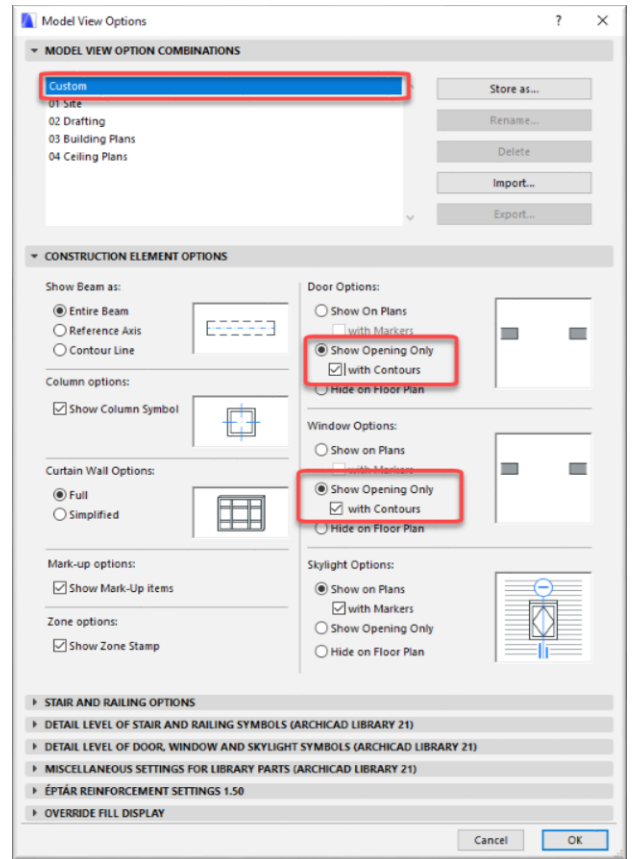 Model View Options
MODEL VIEW OPTION COMBINATIONS
Custom
01 Site
02 Drafting
03 Building Plans
04 Ceiling Plans
Store as...
Rename...
Delete
Import...
Export...
CONSTRUCTION ELEMENT OPTIONS
Show Beam as:
Entire Beam
Reference Axis
Contour Line
Column options:
Show Column Symbol
Curtain Wall Options:
Full
Simplified
Mark-up options:
Show Mark-Up items
Zone options:
Show Zone Stamp
Door Options:
Show On Plans
with Markers
Show Opening Only
with Contours
Hide on Floor Plan
Window Options:
Show on Plans
with Markers
Show Opening Only
with Contours
Hide on Floor Plan
Skylight Options:
Show on Plans
with Markers
Show Opening Only
Hide on Floor Plan
STAIR AND RAILING OPTIONS
DETAIL LEVEL OF STAIR AND RAILING SYMBOLS (ARCHICAD LIBRARY 21)
DETAIL LEVEL OF DOOR, WINDOW AND SKYLIGHT SYMBOLS (ARCHICAD LIBRARY 21)
MISCELLANEOUS SETTINGS FOR LIBRARY PARTS (ARCHICAD LIBRARY 21)
ÉPTÁR REINFORCEMENT SETTINGS 1.50
OVERRIDE FILL DISPLAY
Cancel
OK